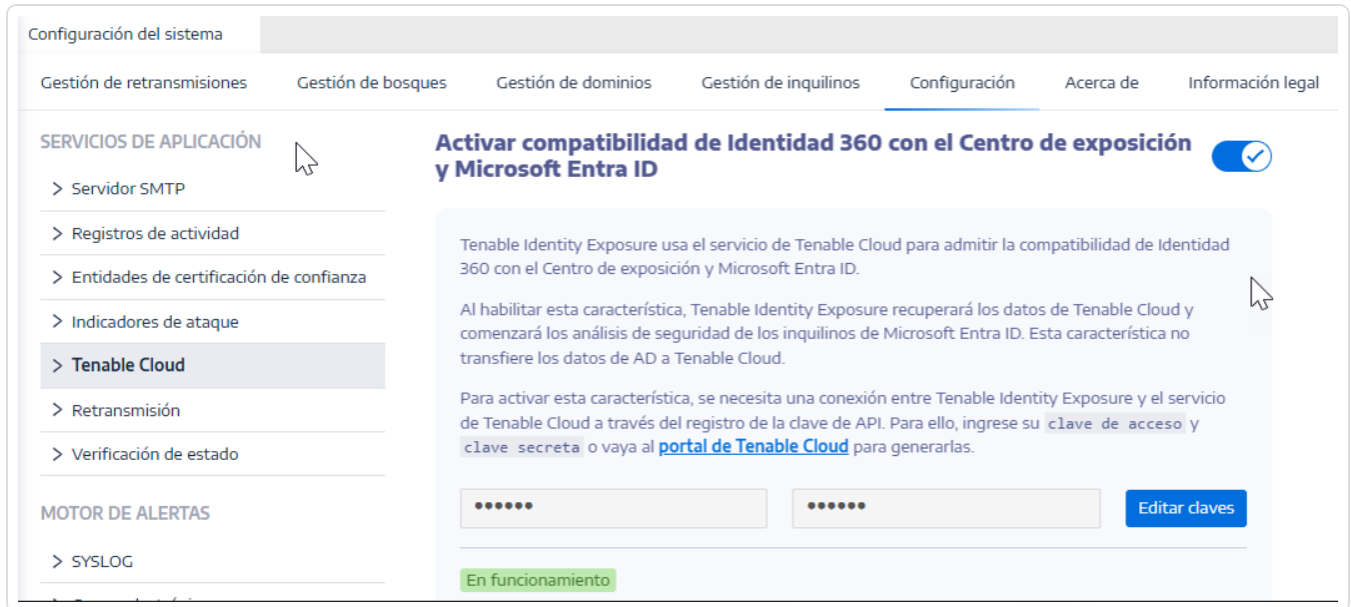 Configuración del sistema
Gestión de retransmisiones Gestión de bosques Gestión de dominios Gestión de inquilinos Configuración Acerca de Información legal
SERVICIOS DE APLICACIÓN
Servidor SMTP
Registros de actividad
Entidades de certificación de confianza
Indicadores de ataque
Tenable Cloud
Retransmisión
Verificación de estado
MOTOR DE ALERTAS
SYSLOG
Activar compatibilidad de Identidad 360 con el Centro de exposición
y Microsoft Entra ID
Tenable Identity Exposure usa el servicio de Tenable Cloud para admitir la compatibilidad de Identidad
360 con el Centro de exposición y Microsoft Entra ID.
Al habilitar esta característica, Tenable Identity Exposure recuperará los datos de Tenable Cloud y
comenzará los análisis de seguridad de los inquilinos de Microsoft Entra ID. Esta característica no
transfiere los datos de AD a Tenable Cloud.
Para activar esta característica, se necesita una conexión entre Tenable Identity Exposure y el servicio
de Tenable Cloud a través del registro de la clave de API. Para ello, ingrese su clave de acceso y
clave secreta o vaya al portal de Tenable Cloud para generarlas.
•••••• •••••• Editar claves
En funcionamiento